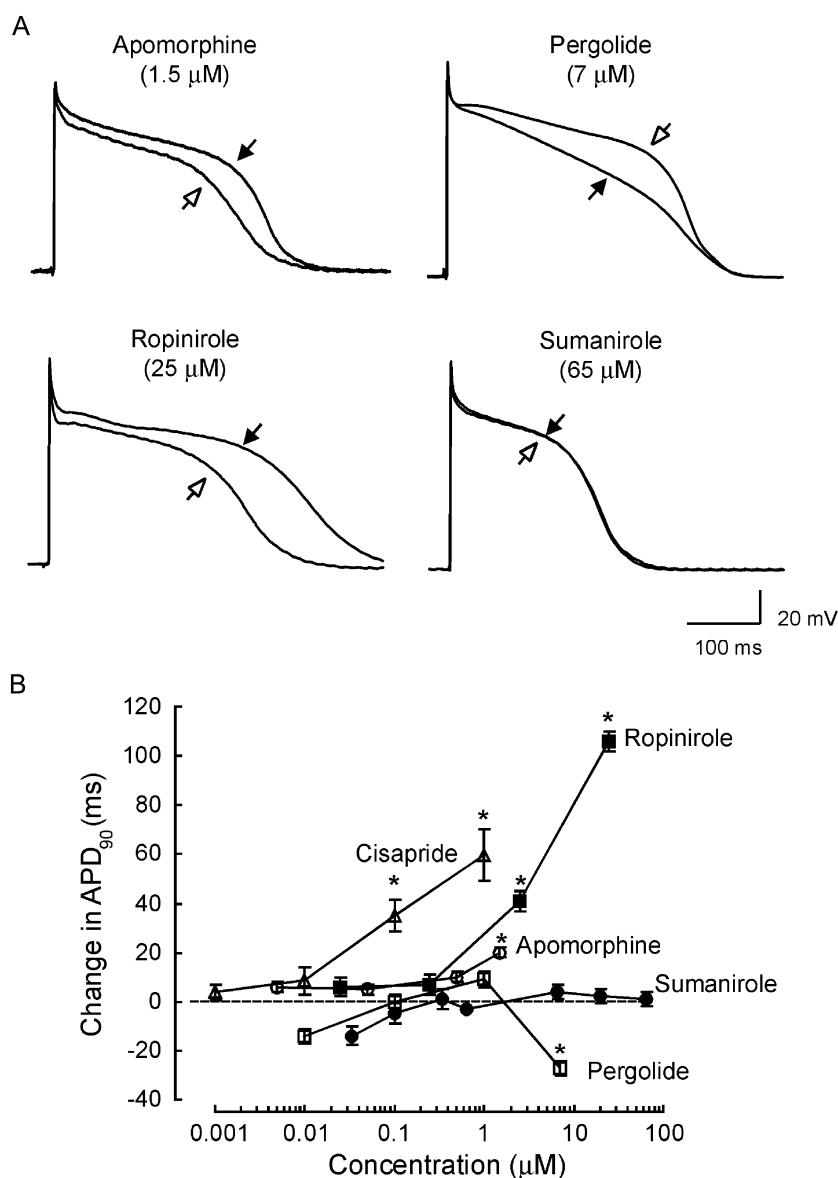 A
Apomorphine
(1.5 μM)
Pergolide
(7 μM)
Ropinirole
(25 μM)
Sumanirole
(65 μM)
20 mV
100 ms
B
Change in APD90 (ms)
120
100
80
60
40
20
0
-20
-40
*
Ropinirole
*
Cisapride
*
*
*
Apomorphine
Sumanirole
*
Pergolide
0.001 0.01 0.1 1 10 100
Concentration (μM)